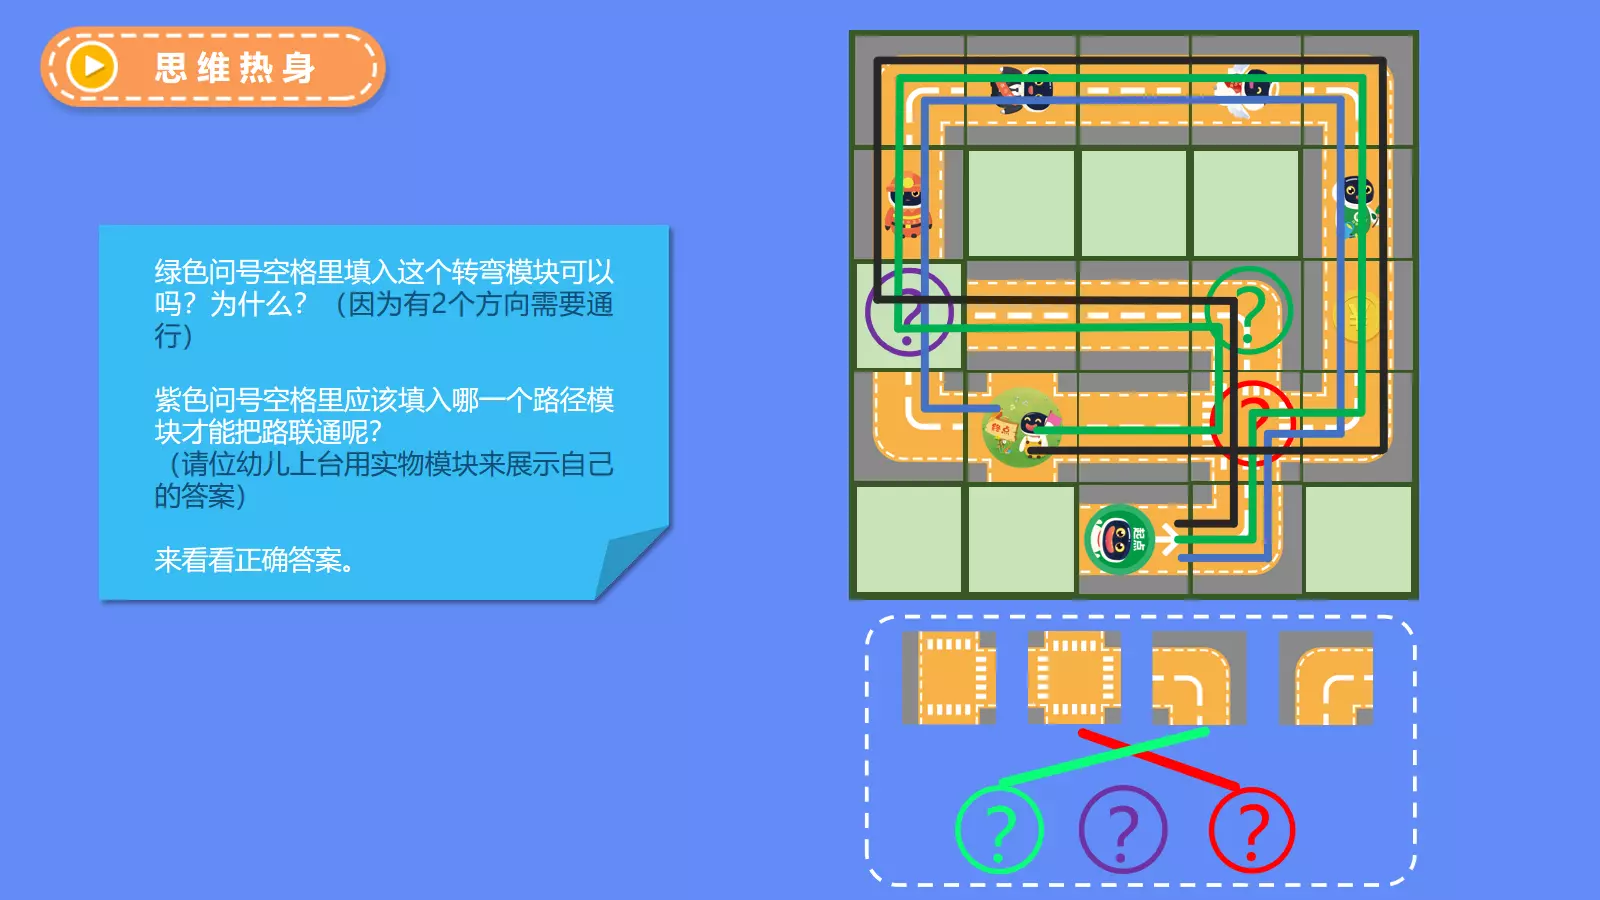 思维热身
绿色问号空格里填入这个转弯模块可以
吗？为什么？（因为有2个方向需要通
行）
紫色问号空格里应该填入哪一个路径模
块才能把路联通呢？
（请位幼儿上台用实物模块来展示自己
的答案）
来看看正确答案。
?
?
?
终点
起点
?
?
?